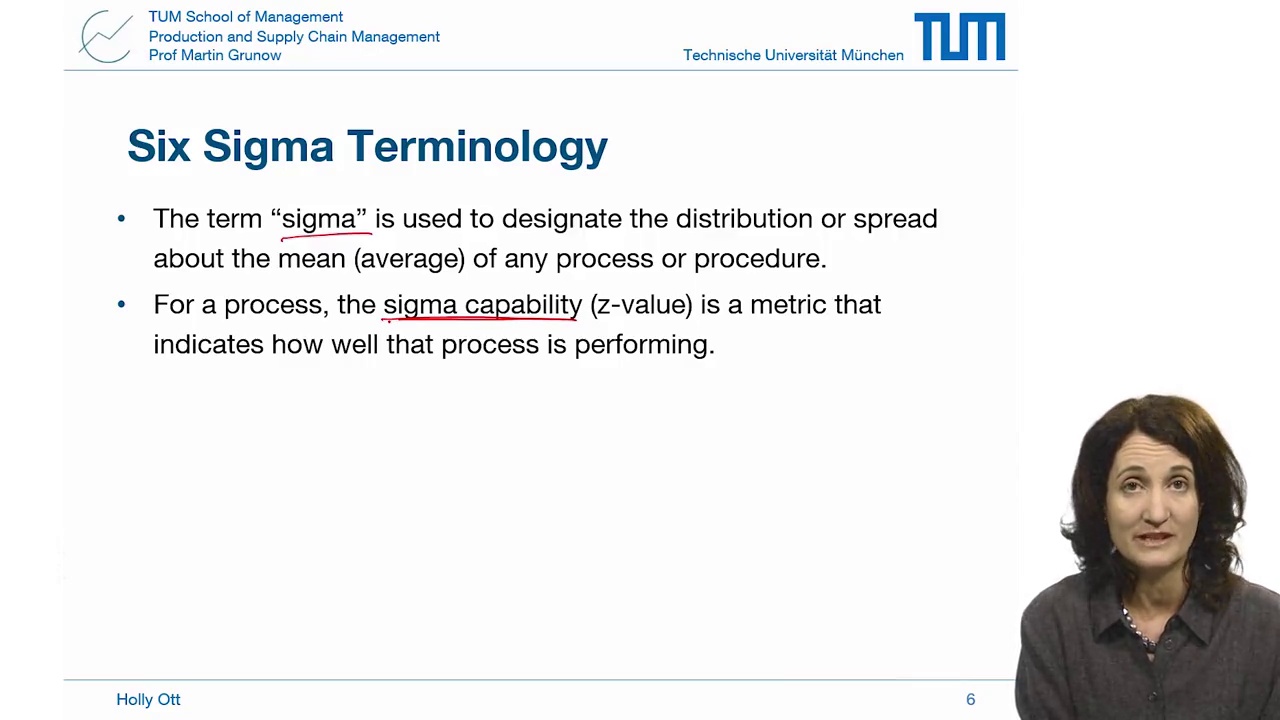 TUM School of Management
Production and Supply Chain Management
Prof Martin Grunow
Technische Universität München
TUM
Six Sigma Terminology
• The term “sigma” is used to designate the distribution or spread
about the mean (average) of any process or procedure.
• For a process, the sigma capability (z-value) is a metric that
indicates how well that process is performing.
Holly Ott
6